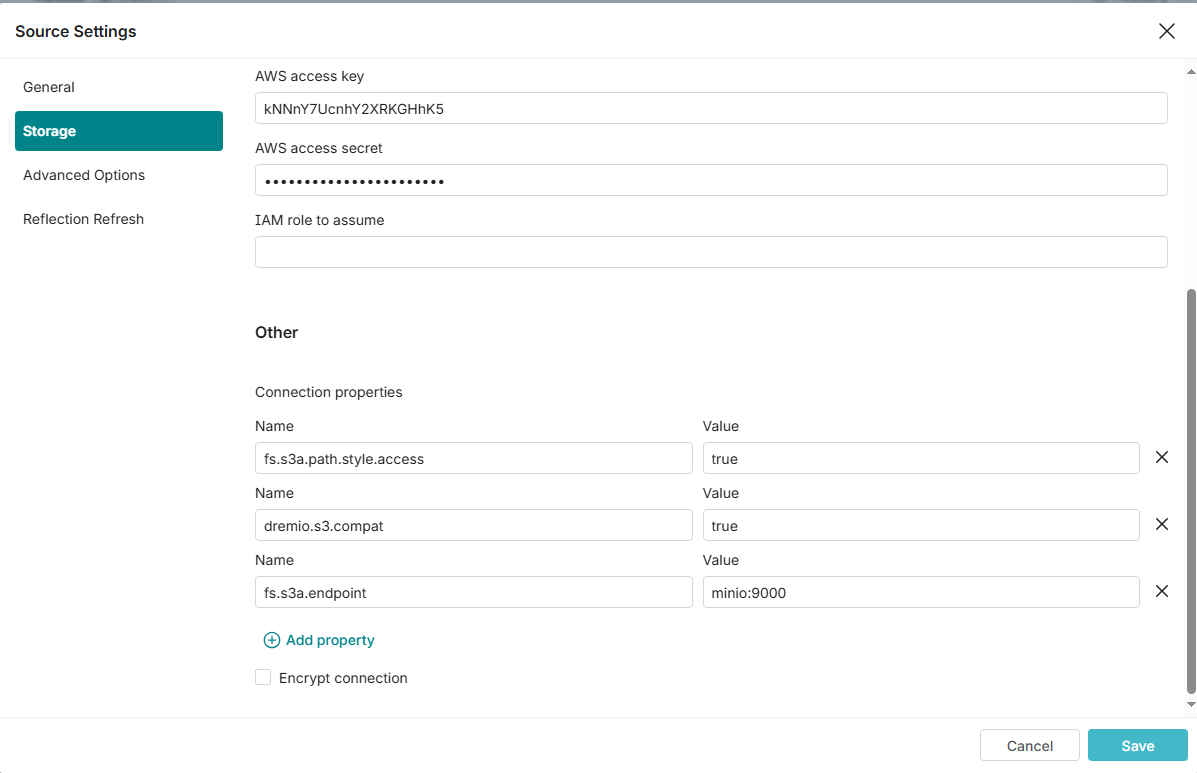 Source Settings
General
Storage
Advanced Options
Reflection Refresh
AWS access key
kNNnY7UcnhY2XRKGHhK5
AWS access secret
•••••••••••••••••••••••
IAM role to assume
Other
Connection properties
Name Value
fs.s3a.path.style.access true
Name Value
dremio.s3.compat true
Name Value
fs.s3a.endpoint minio:9000
Add property
Encrypt connection
Cancel Save